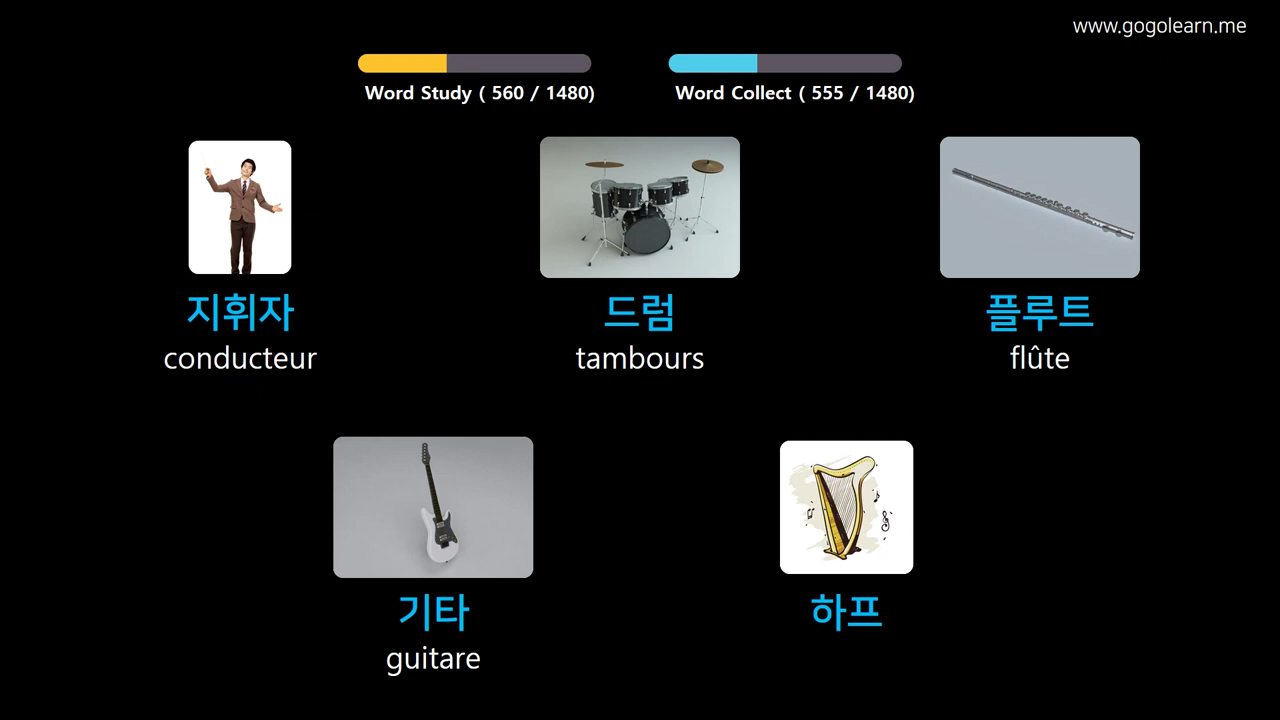 www.gogolearn.me
Word Study ( 560 / 1480)
Word Collect ( 555 / 1480)
지휘자
conducteur
드럼
tambours
플루트
flûte
기타
guitare
하프